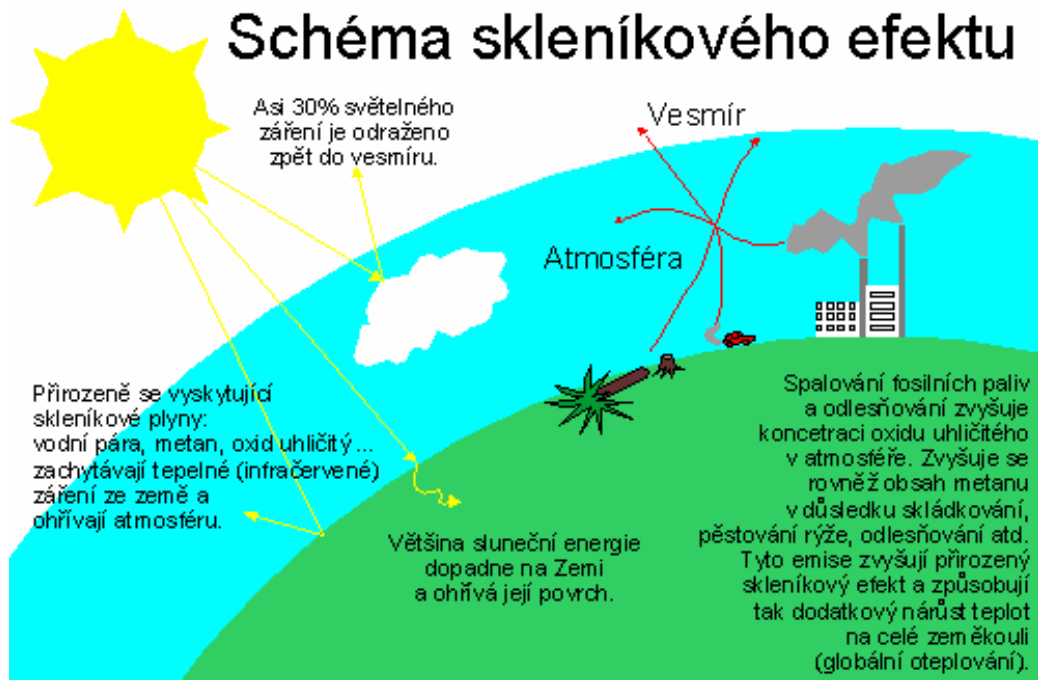 Schéma skleníkového efektu
Asi 30% světelného
záření je odraženo
zpět do vesmíru.
Vesmír
Atmosféra
Přirozeně se vyskytující
skleníkové plyny:
vodní pára, metan, oxid uhličitý ...
zachytávají tepelné (infračervené)
záření ze země a
ohřívají atmosféru.
Většina sluneční energie
dopadne na Zemi
a ohřívá její povrch.
Spalování fosilních paliv
a odlesňování zvyšuje
koncetraci oxidu uhličitého
v atmosféře. Zvyšuje se
rovněž obsah metanu
v důsledku skládkování,
pěstování rýže, odlesňování atd.
Tyto emise zvyšují přirozený
skleníkový efekt a způsobují
tak dodatkový nárůst teplot
na celé zeměkouli
(globální oteplování).